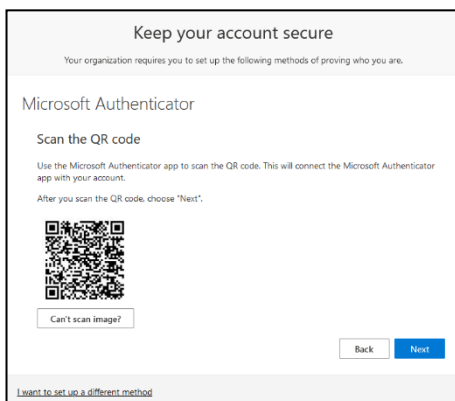 Keep your account secure
Your organization requires you to set up the following methods of proving who you are.
Microsoft Authenticator
Scan the QR code
Use the Microsoft Authenticator app to scan the QR code. This will connect the Microsoft Authenticator
app with your account.
After you scan the QR code, choose "Next".
Can't scan image?
Back
Next
I want to set up a different method